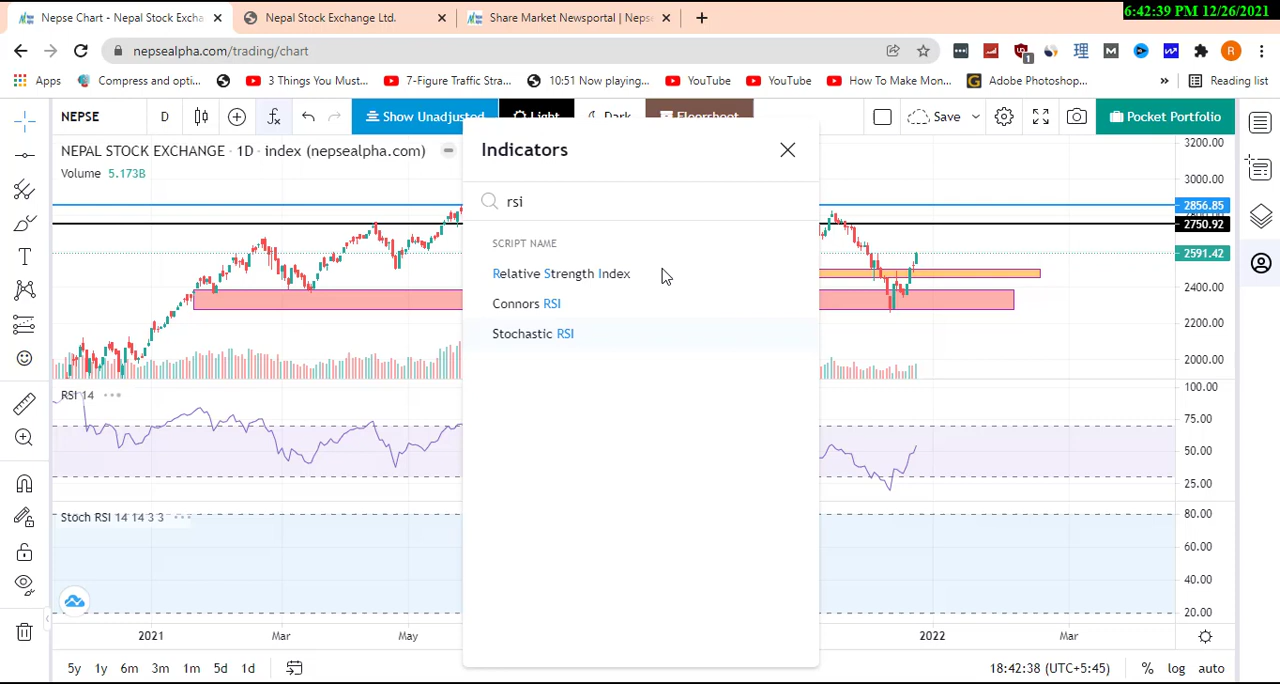 Nepse Chart - Nepal Stock Excha
Nepal Stock Exchange Ltd.
Share Market Newsportal | Nepse
6:42:39 PM 12/26/2021
nepsealpha.com/trading/chart
1
R
Apps
Compress and opti...
3 Things You Must...
7-Figure Traffic Stra...
10:51 Now playing...
YouTube
YouTube
How To Make Mon...
Adobe Photoshop...
»
Reading list
NEPSE
D
Show Unadjusted
Light
Dark
Floorsheet
Save
Pocket Portfolio
NEPAL STOCK EXCHANGE · 1D · index (nepsealpha.com)
Volume 5.173B
Indicators
rsi
SCRIPT NAME
Relative Strength Index
Connors RSI
Stochastic RSI
3200.00
3000.00
2856.85
2750.92
2591.42
2400.00
2200.00
2000.00
RSI 14
100.00
75.00
50.00
25.00
Stoch RSI 14 14 3 3
80.00
60.00
40.00
20.00
2021
Mar
May
2022
Mar
5y 1y 6m 3m 1m 5d 1d
18:42:38 (UTC+5:45)
% log auto